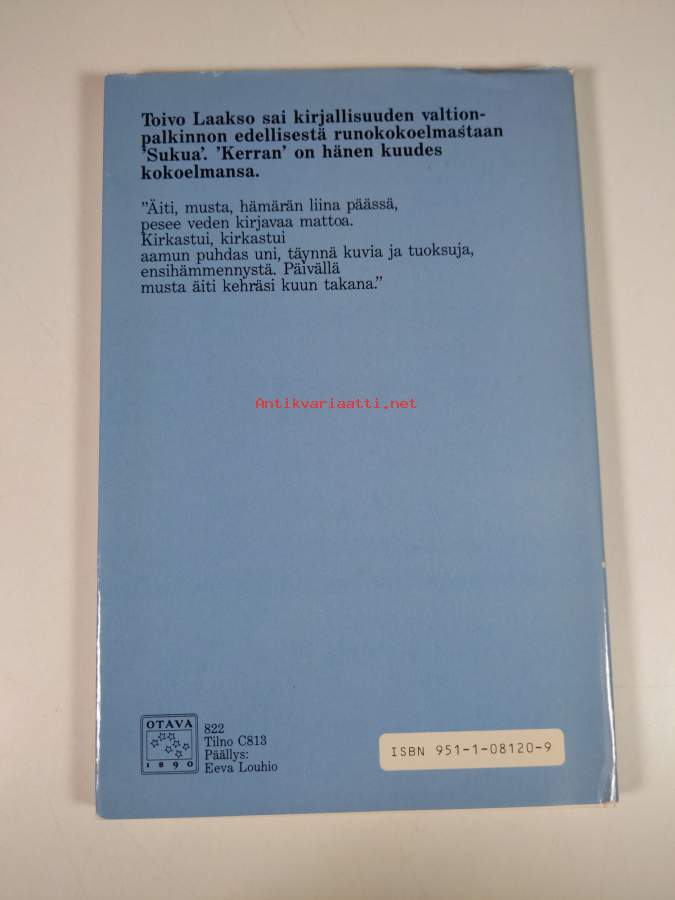 Toivo Laakso sai kirjallisuuden valtion-
palkinnon edellisestä runokokoelmastaan
'Sukua'. 'Kerran' on hänen kuudes
kokoelmansa.
"Äiti, musta, hämärän liina päässä,
pesee veden kirjavaa mattoa.
Kirkastui, kirkastui
aamun puhdas uni, täynnä kuvia ja tuoksuja,
ensihämmennystä. Päivällä
musta äiti kehräsi kuun takana."
Antikvariaatti.net
OTAVA
1890
822
Tilno C813
Päällys:
Eeva Louhio
ISBN 951-1-08120-9